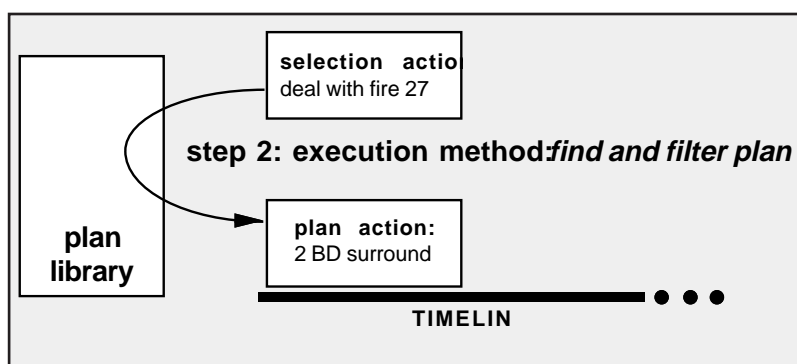 selection actio
deal with fire 27
step 2: execution method:find and filter plan
plan action:
2 BD surround
plan
library
TIMELIN